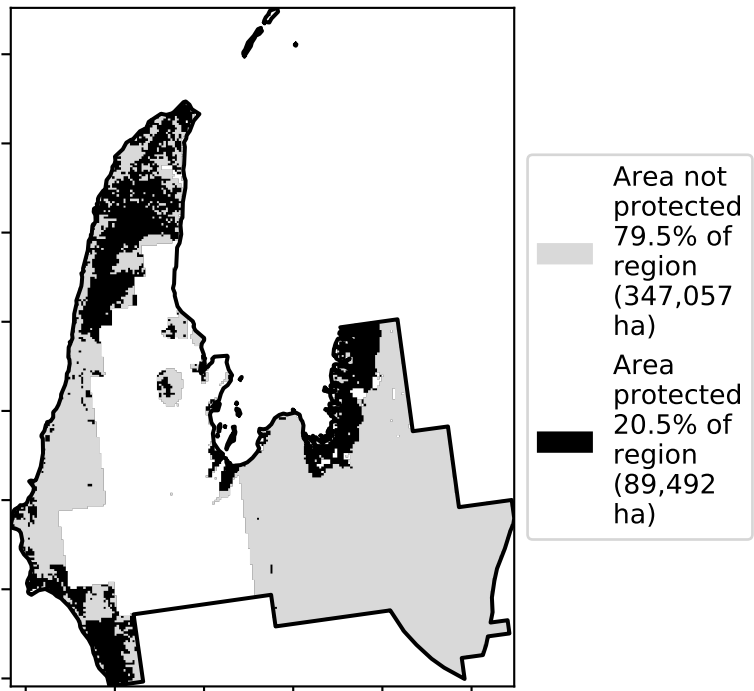 Area not
protected
79.5% of
region
(347,057
ha)
Area
protected
20.5% of
region
(89,492
ha)